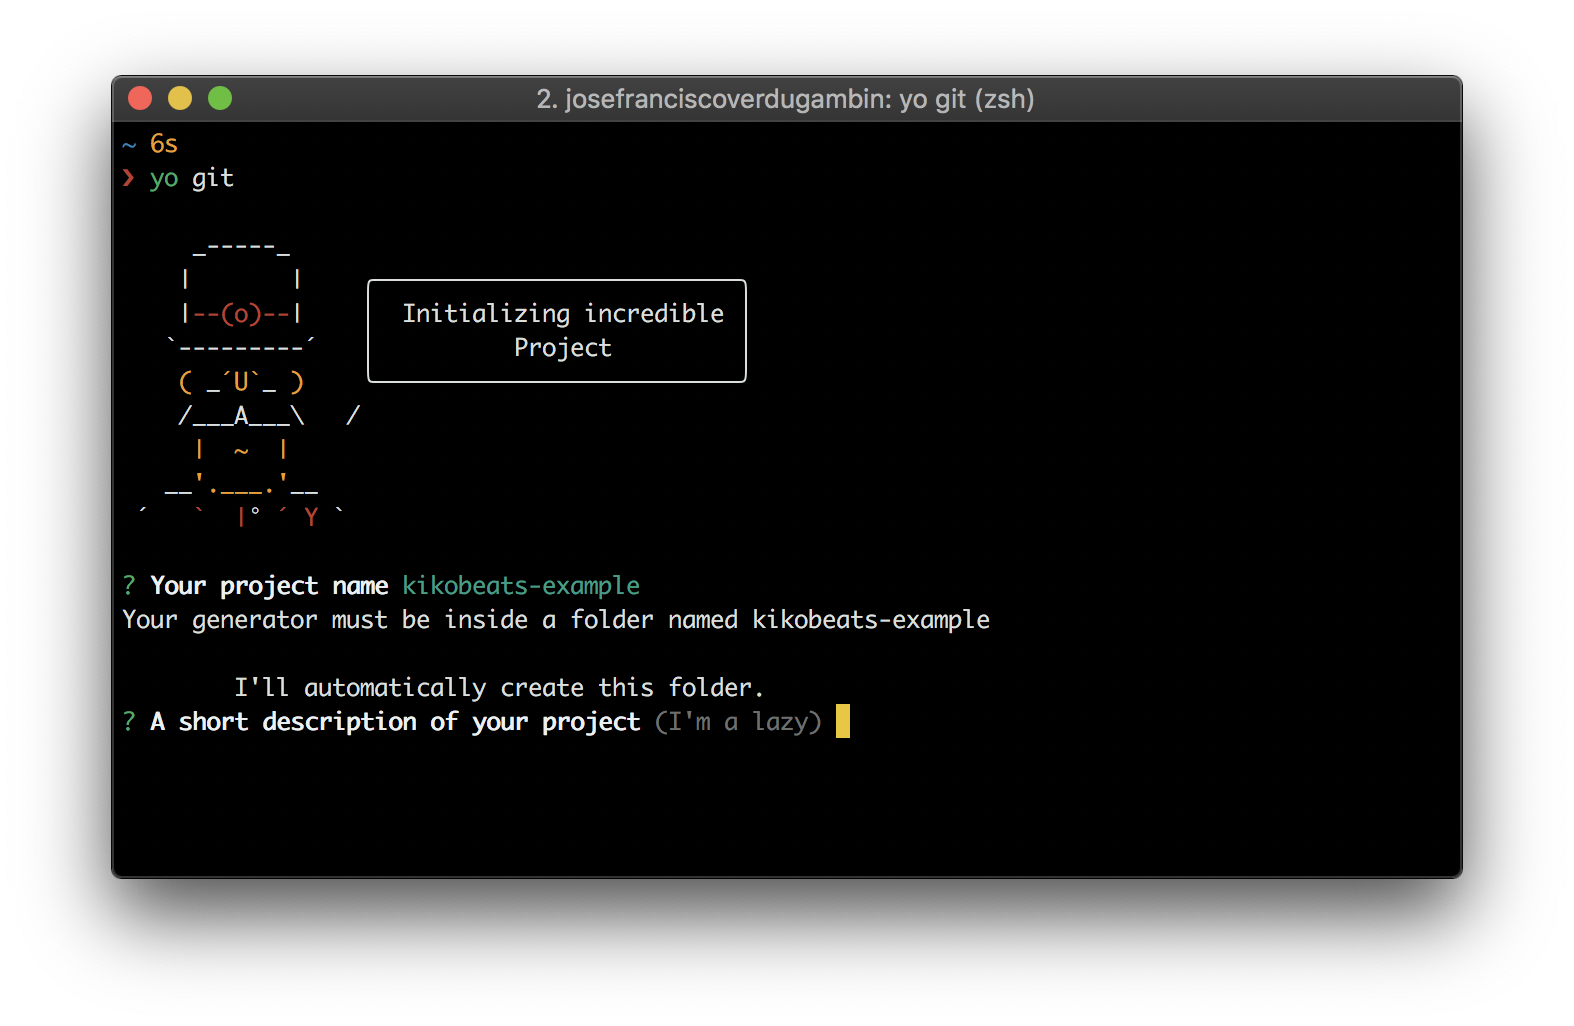 2. josefranciscoverdugambin: yo git (zsh)
~ 6s
❯ yo git
     _-----_
    |       |
    |--(o)--|    Initializing incredible
   `---------´   Project
    ( _´U`_ )
    /___A___\   /
     |  ~  |
   __'.___.'__
 ´   `  |° ´ Y `
? Your project name kikobeats-example
Your generator must be inside a folder named kikobeats-example
        I'll automatically create this folder.
? A short description of your project (I'm a lazy)